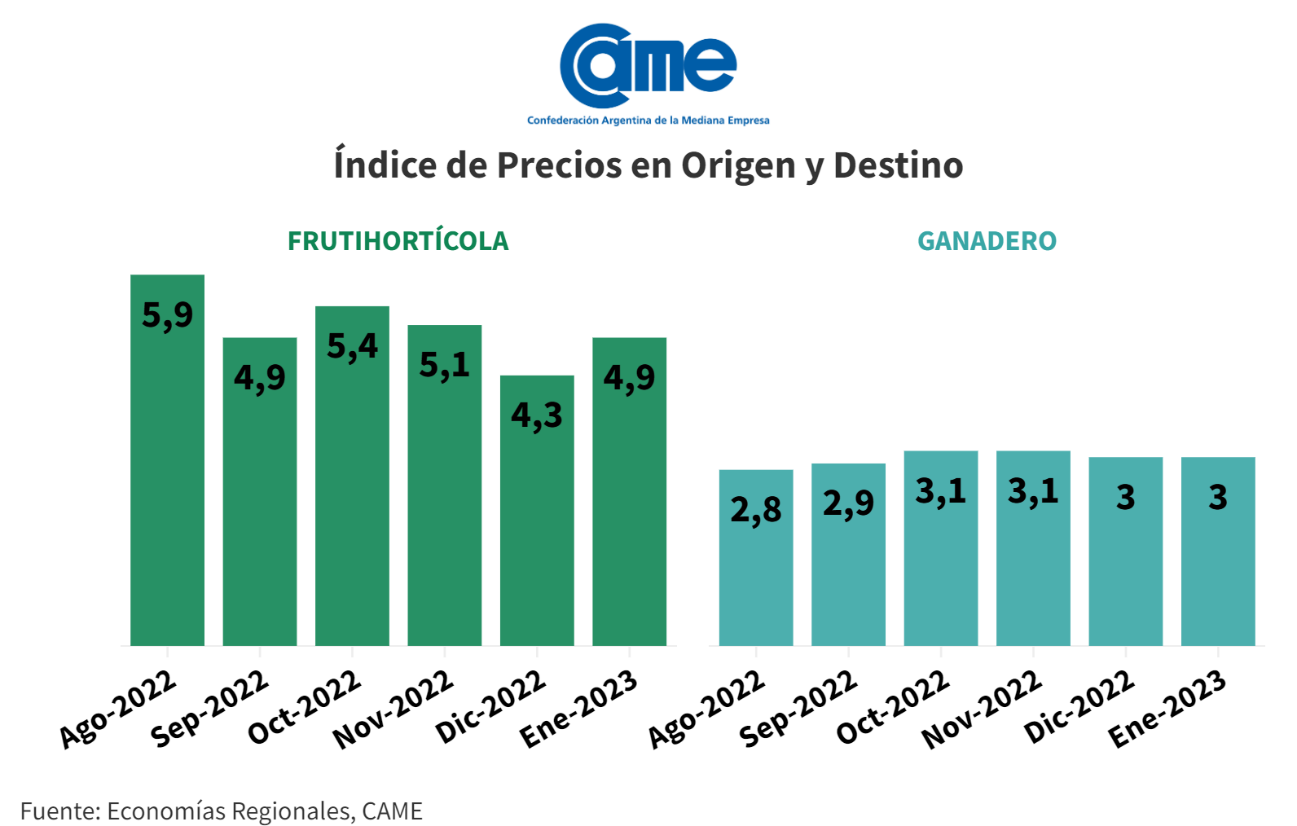 Came
Confederación Argentina de la Mediana Empresa
Índice de Precios en Origen y Destino
FRUTIHORTÍCOLA
5,9
4,9
5,4
5,1
4,3
4,9
Ago-2022
Sep-2022
Oct-2022
Nov-2022
Dic-2022
Ene-2023
GANADERO
2,8
2,9
3,1
3,1
3
3
Ago-2022
Sep-2022
Oct-2022
Nov-2022
Dic-2022
Ene-2023
Fuente: Economías Regionales, CAME